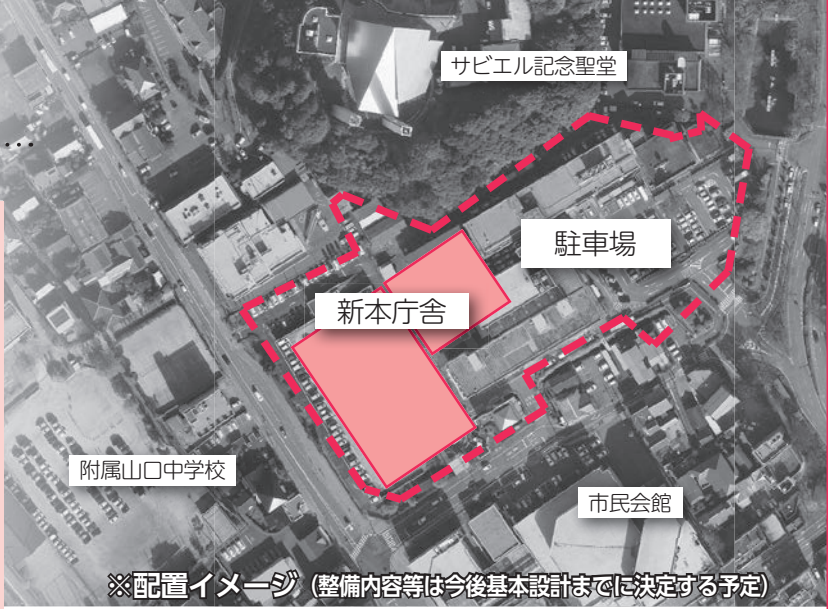 サビエル記念聖堂
…
駐車場
新本庁舎
附属山口中学校
市民会館
※配置イメージ（整備内容等は今後基本設計までに決定する予定）